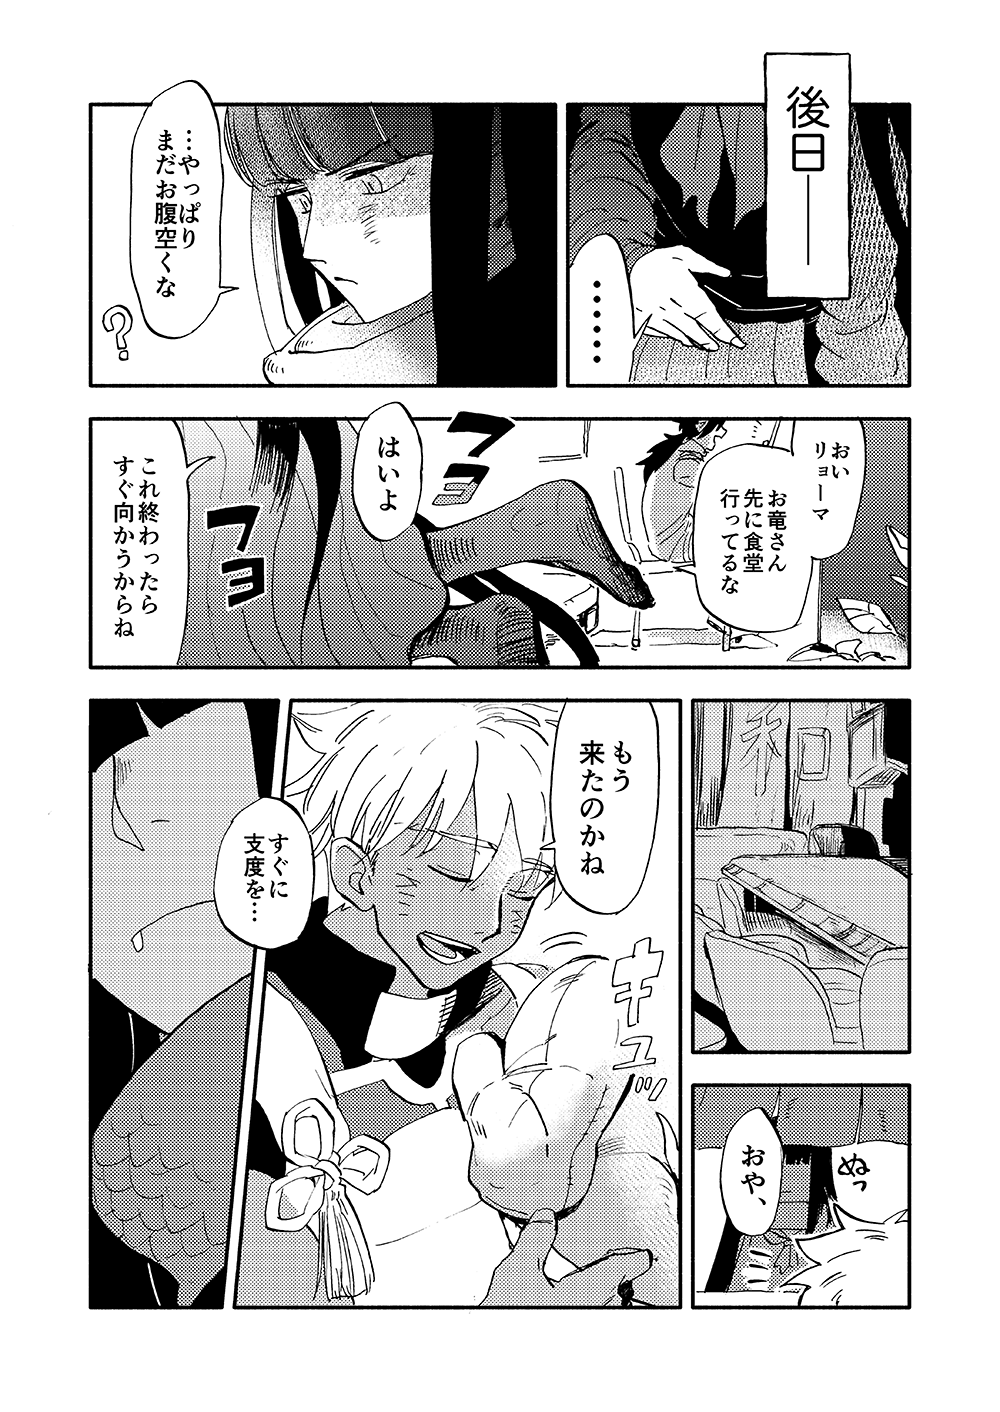 後日――
………
…やっぱり
まだお腹空くな
?
おい
リョーマ
お竜さん
先に食堂
行ってるな
フヨ
はいよ
フヨ
これ終わったら
すぐ向かうからね
ぬっ
おや、
もう
来たのかね
キュッ
すぐに
支度を…